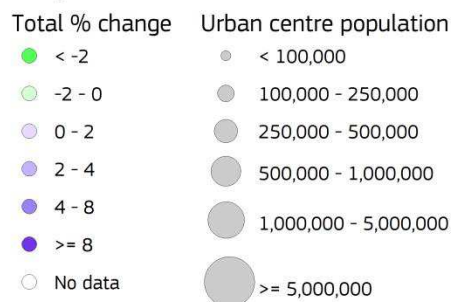 Total % change
< -2
-2 - 0
0 - 2
2 - 4
4 - 8
>= 8
No data
Urban centre population
< 100,000
100,000 - 250,000
250,000 - 500,000
500,000 - 1,000,000
1,000,000 - 5,000,000
>= 5,000,000